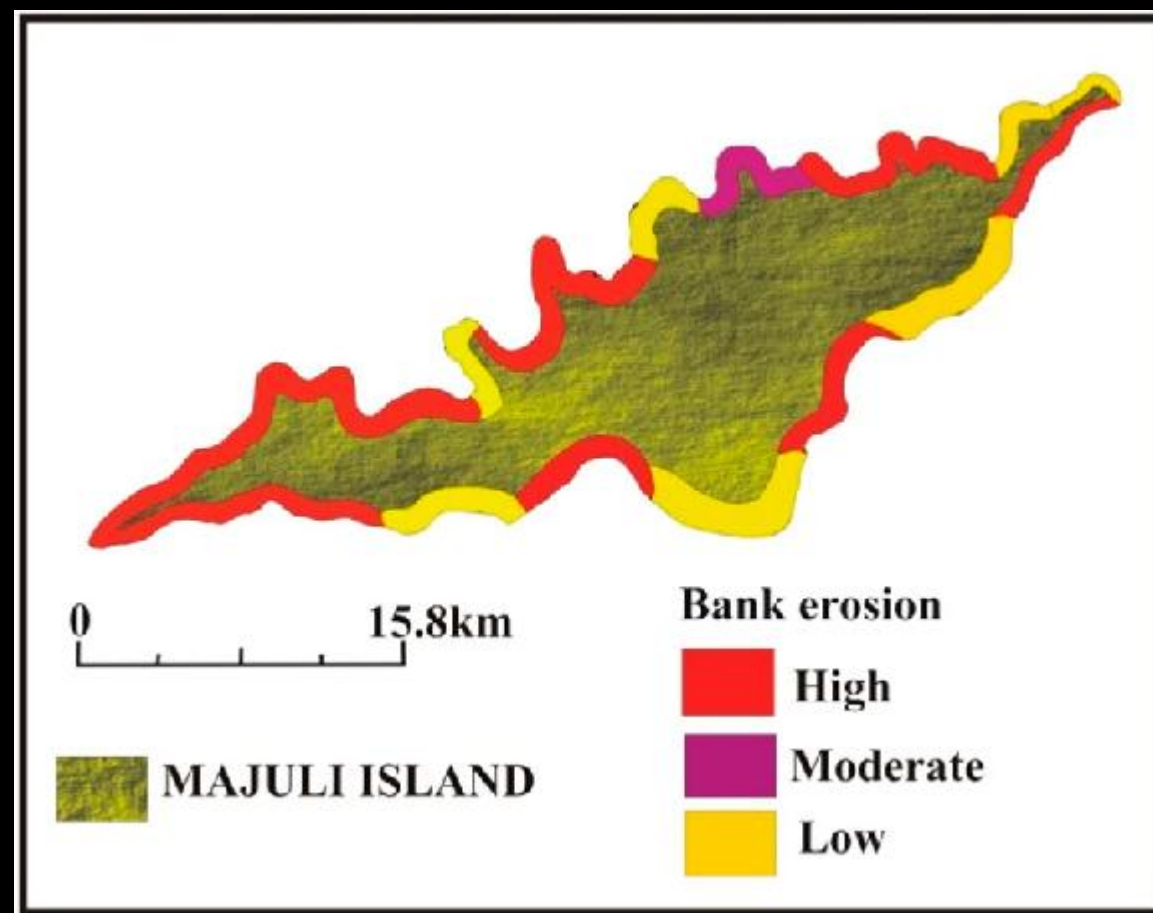 0 15.8km
MAJULI ISLAND
Bank erosion
High
Moderate
Low